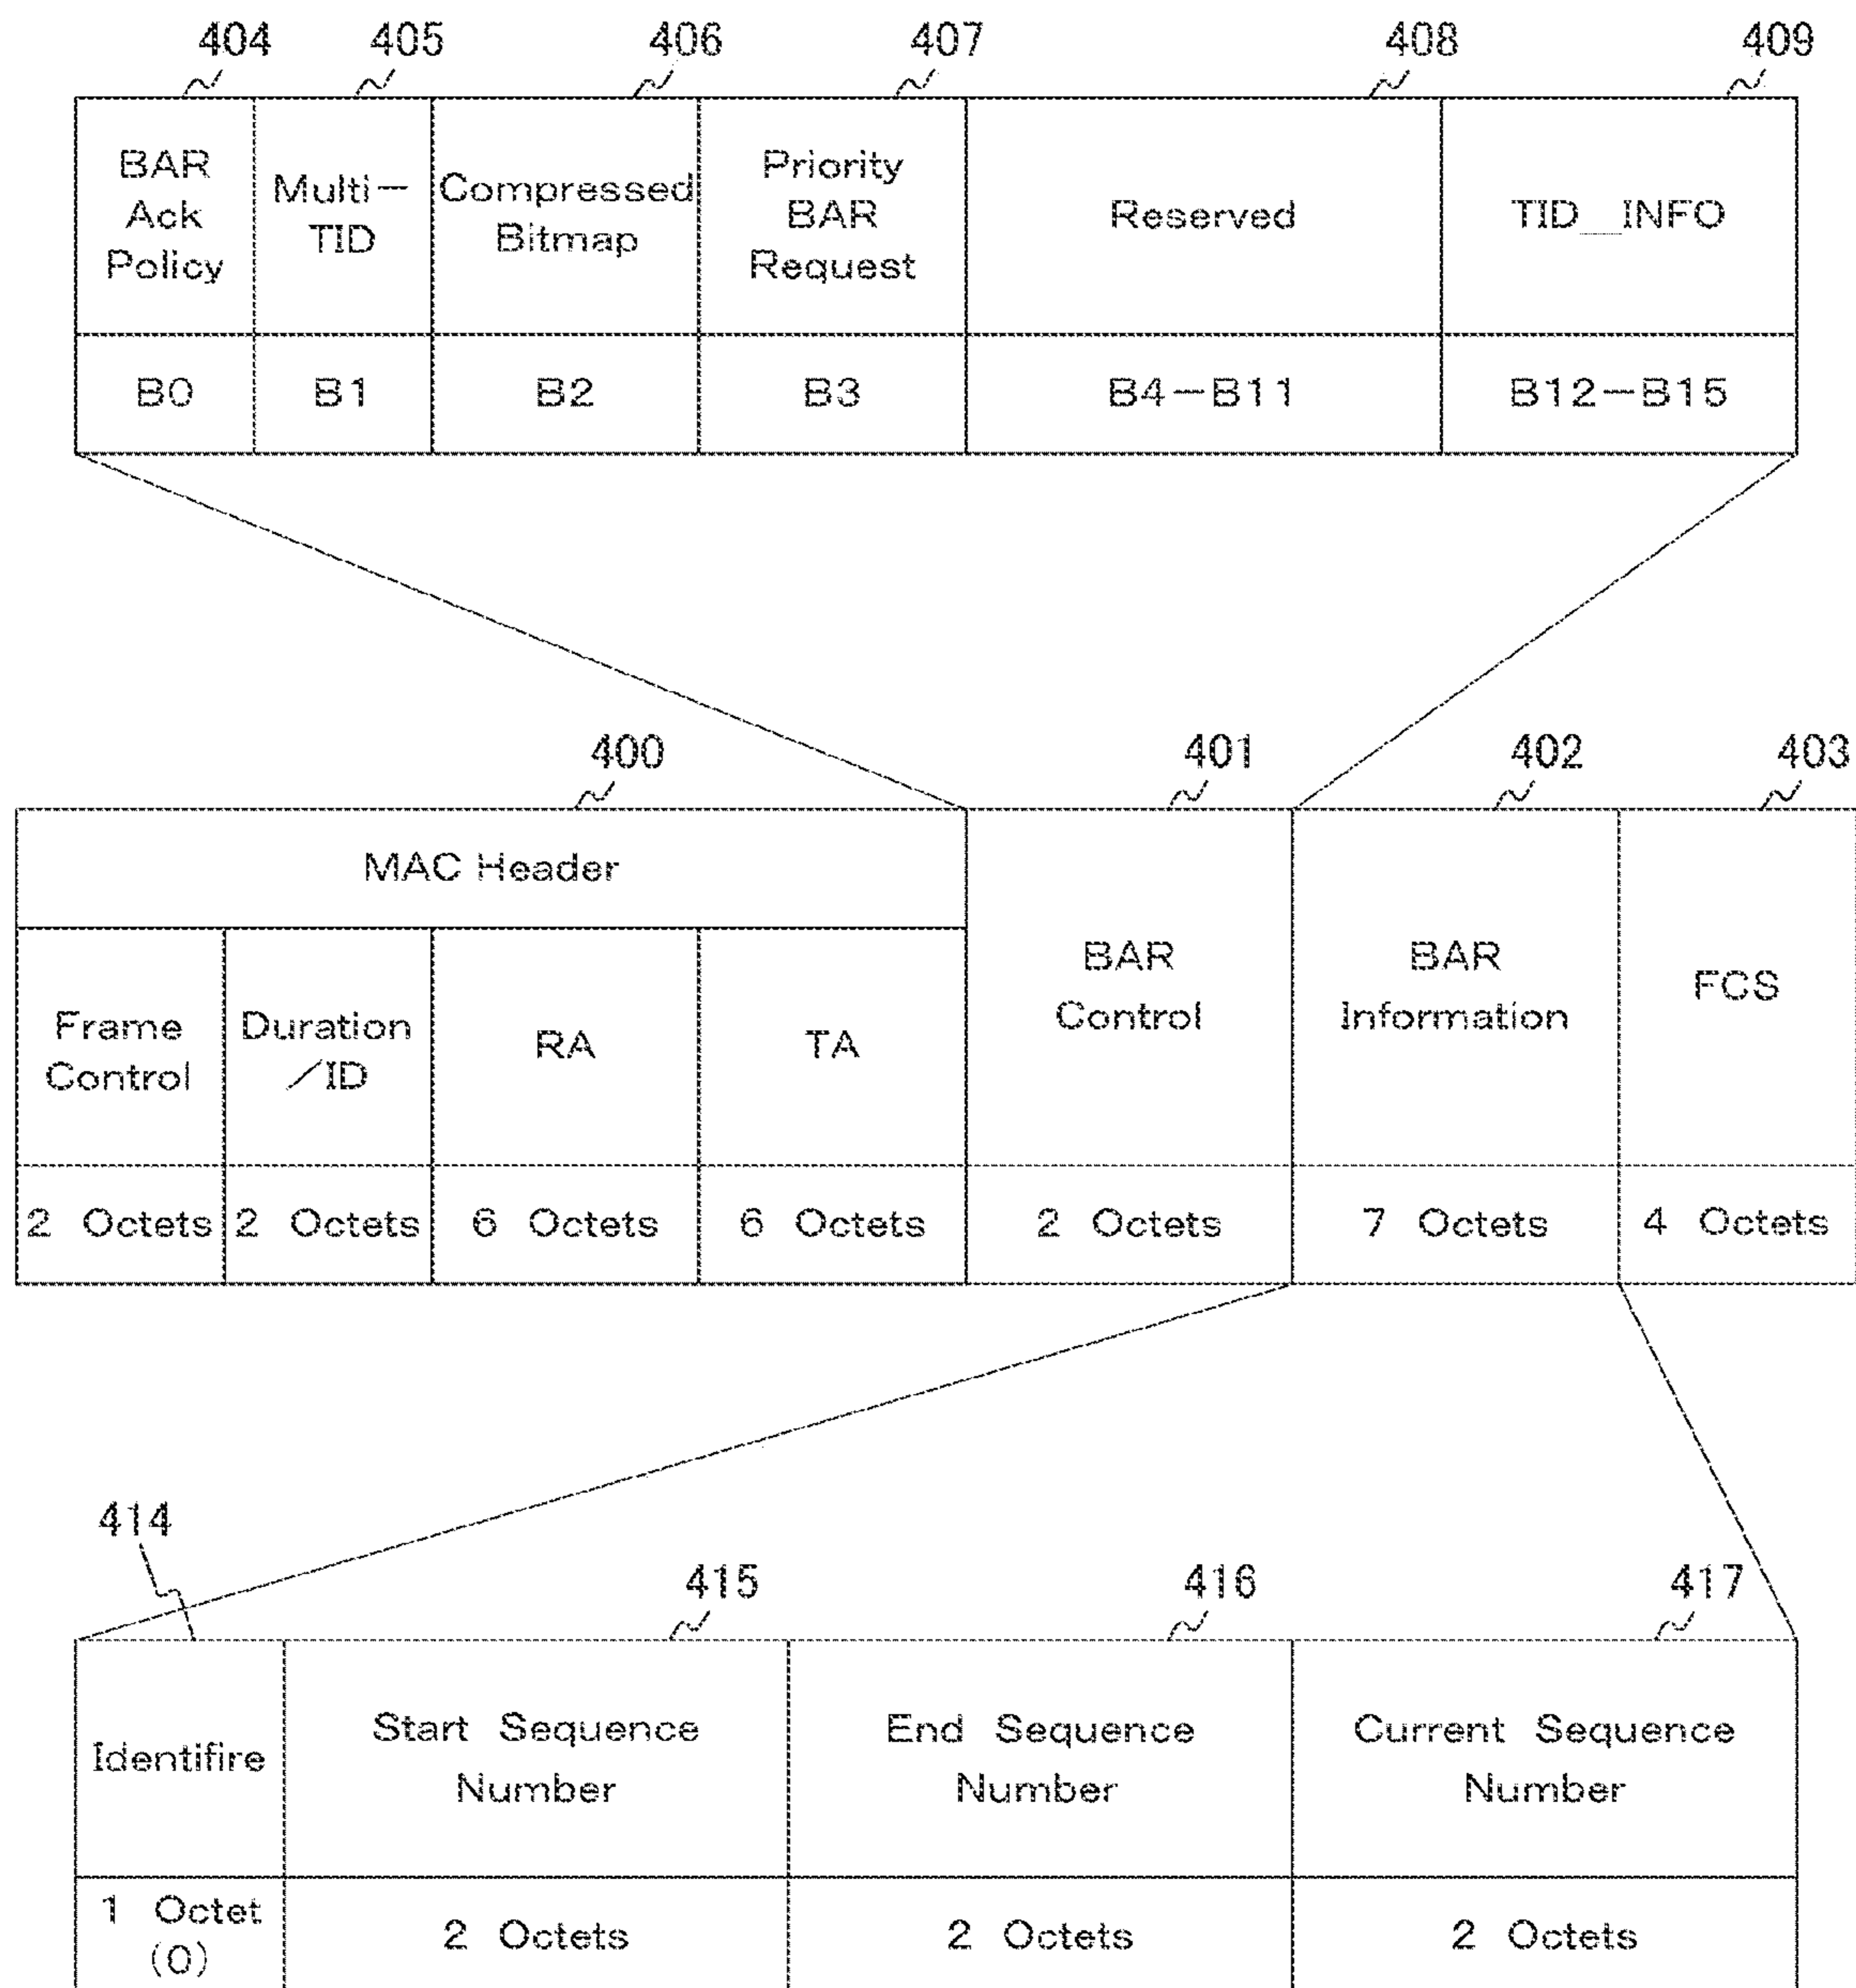 404 405 406 407 408 409
BAR Ack Policy
Multi-TID
Compressed Bitmap
Priority BAR Request
Reserved
TID_INFO
B0 B1 B2 B3 B4-B11 B12-B15
400 401 402 403
MAC Header
Frame Control
Duration/ID
RA
TA
BAR Control
BAR Information
FCS
2 Octets 2 Octets 6 Octets 6 Octets 2 Octets 7 Octets 4 Octets
414 415 416 417
Identifire
Start Sequence Number
End Sequence Number
Current Sequence Number
1 Octet (0)
2 Octets 2 Octets 2 Octets